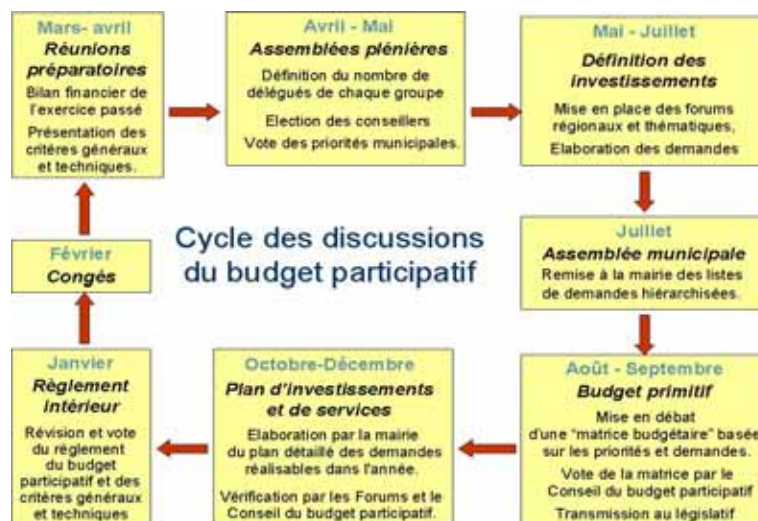 Mars- avril
Réunions
préparatoires
Bilan financier de
l'exercice passé
Présentation des
critères généraux
et techniques.
Avril - Mai
Assemblées plénières
Définition du nombre de
délégués de chaque groupe
Election des conseillers
Vote des priorités municipales.
Mai - Juillet
Définition des
investissements
Mise en place des forums
régionaux et thématiques,
Elaboration des demandes
Juillet
Assemblée municipale
Remise à la mairie des listes
de demandes hiérarchisées.
Août - Septembre
Budget primitif
Mise en débat
d'une "matrice budgétaire" basée
sur les priorités et demandes.
Vote de la matrice par le
Conseil du budget participatif
Transmission au législatif
Octobre-Décembre
Plan d'investissements
et de services
Elaboration par la mairie
du plan détaillé des demandes
réalisables dans l'année.
Vérification par les Forums et le
Conseil du budget participatif.
Janvier
Règlement
intérieur
Révision et vote
du règlement
du budget
participatif et des
critères généraux
et techniques
Février
Congés
Cycle des discussions
du budget participatif